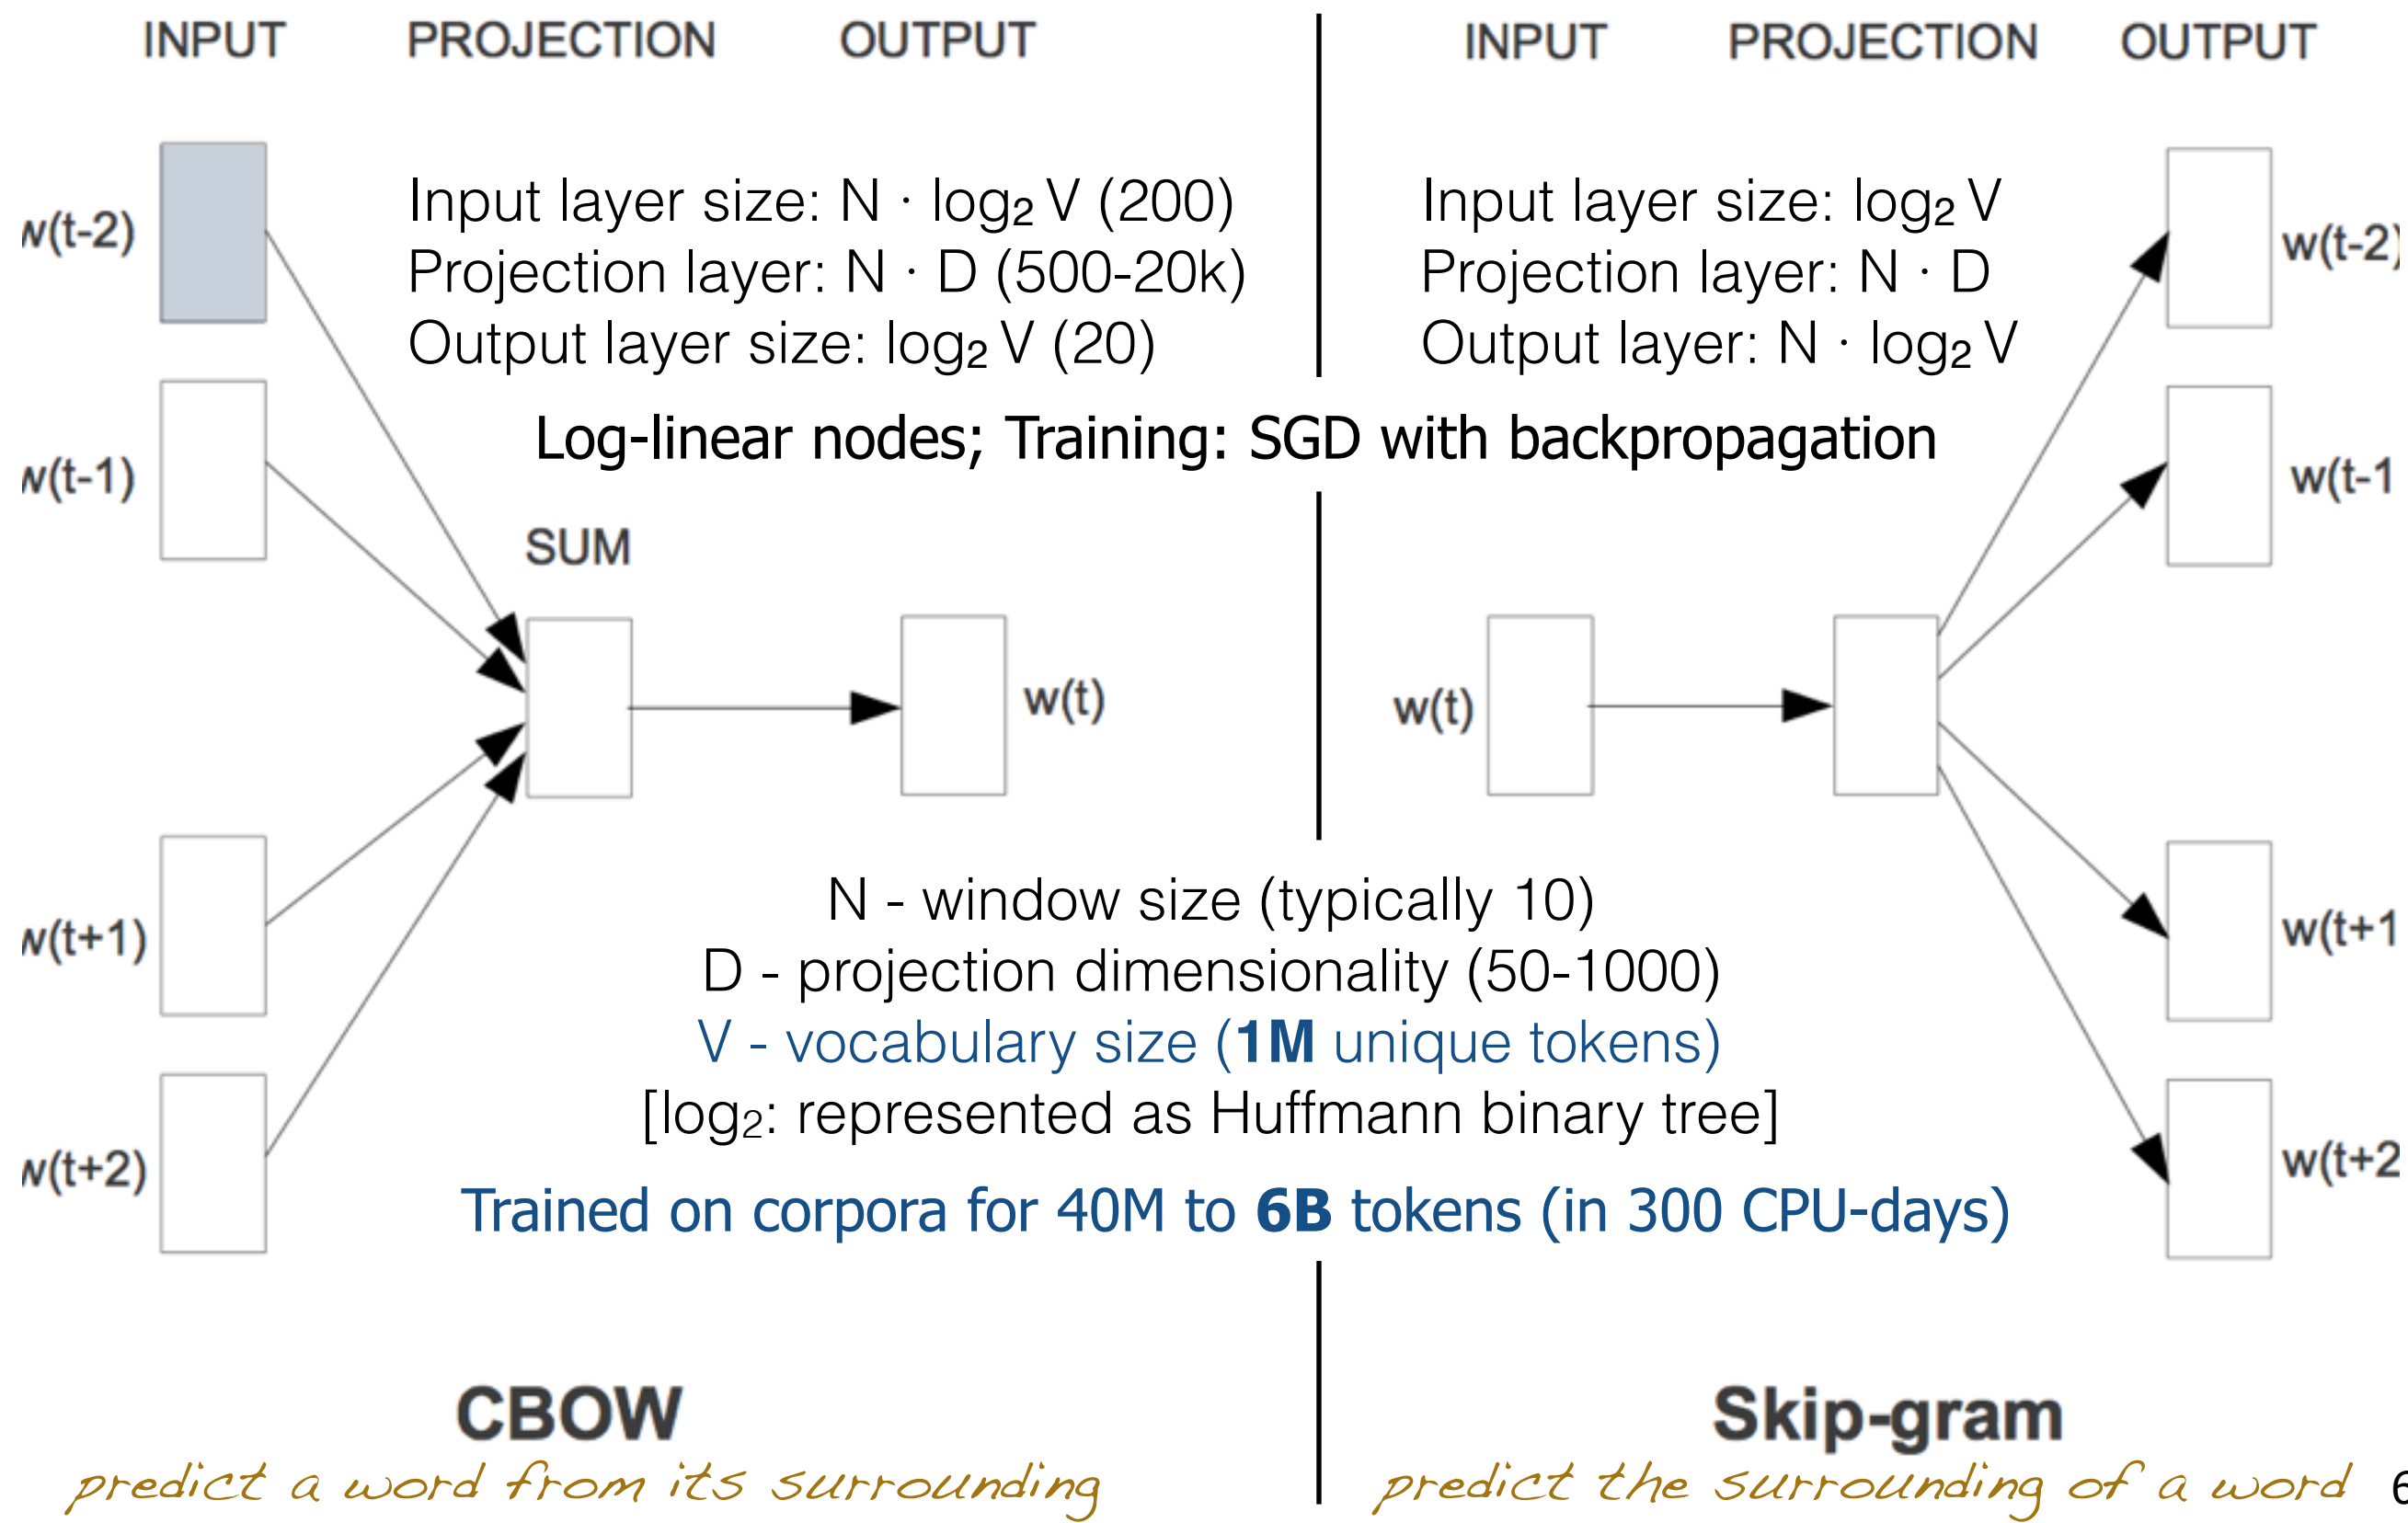 INPUT PROJECTION OUTPUT
Input layer size: N · log₂ V (200)
w(t-2)
Projection layer: N · D (500-20k)
Output layer size: log₂ V (20)
w(t-1)
SUM
w(t)
w(t+1)
w(t+2)
INPUT PROJECTION OUTPUT
Input layer size: log₂ V
w(t-2)
Projection layer: N · D
Output layer: N · log₂ V
w(t-1
w(t)
w(t+1
w(t+2
Log-linear nodes; Training: SGD with backpropagation
N - window size (typically 10)
D - projection dimensionality (50-1000)
V - vocabulary size (1M unique tokens)
[log₂: represented as Huffmann binary tree]
Trained on corpora for 40M to 6B tokens (in 300 CPU-days)
CBOW
predict a word from its surrounding
Skip-gram
predict the surrounding of a word
6